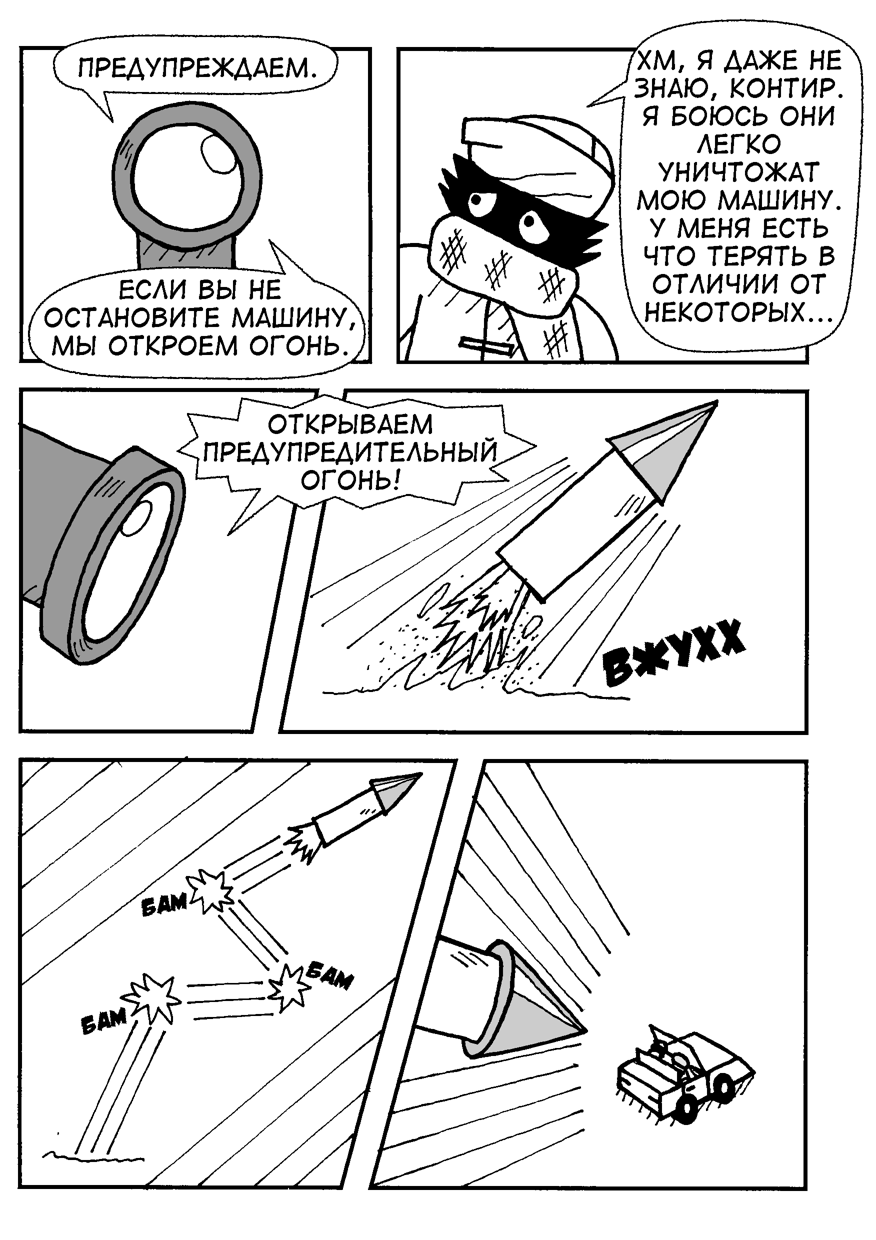 ПРЕДУПРЕЖДАЕМ.
ЕСЛИ ВЫ НЕ
ОСТАНОВИТЕ МАШИНУ,
МЫ ОТКРОЕМ ОГОНЬ.
ХМ, Я ДАЖЕ НЕ
ЗНАЮ, КОНТИР.
Я БОЮСЬ ОНИ
ЛЕГКО
УНИЧТОЖАТ
МОЮ МАШИНУ.
У МЕНЯ ЕСТЬ
ЧТО ТЕРЯТЬ В
ОТЛИЧИИ ОТ
НЕКОТОРЫХ...
ОТКРЫВАЕМ
ПРЕДУПРЕДИТЕЛЬНЫЙ
ОГОНЬ!
ВЖУХХ
БАМ
БАМ
БАМ